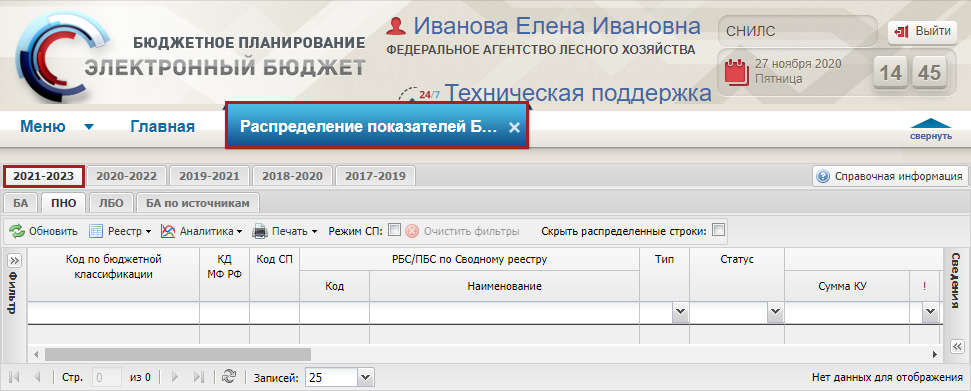 БЮДЖЕТНОЕ ПЛАНИРОВАНИЕ
ЭЛЕКТРОННЫЙ БЮДЖЕТ
Иванова Елена Ивановна
ФЕДЕРАЛЬНОЕ АГЕНТСТВО ЛЕСНОГО ХОЗЯЙСТВА
24/7 Техническая поддержка
СНИЛС
Выйти
27 ноября 2020
Пятница
14 45
Меню Главная Распределение показателей Б... ×
свернуть
2021-2023 2020-2022 2019-2021 2018-2020 2017-2019 Справочная информация
БА ПНО ЛБО БА по источникам
Обновить Реестр Аналитика Печать Режим СП: Очистить фильтры Скрыть распределенные строки:
Фильтр
Код по бюджетной классификации КД МФ РФ Код СП РБС/ПБС по Сводному реестру Тип Статус
Код Наименование Сумма КУ !
Сведения
Стр. 0 из 0 Записей: 25 Нет данных для отображения